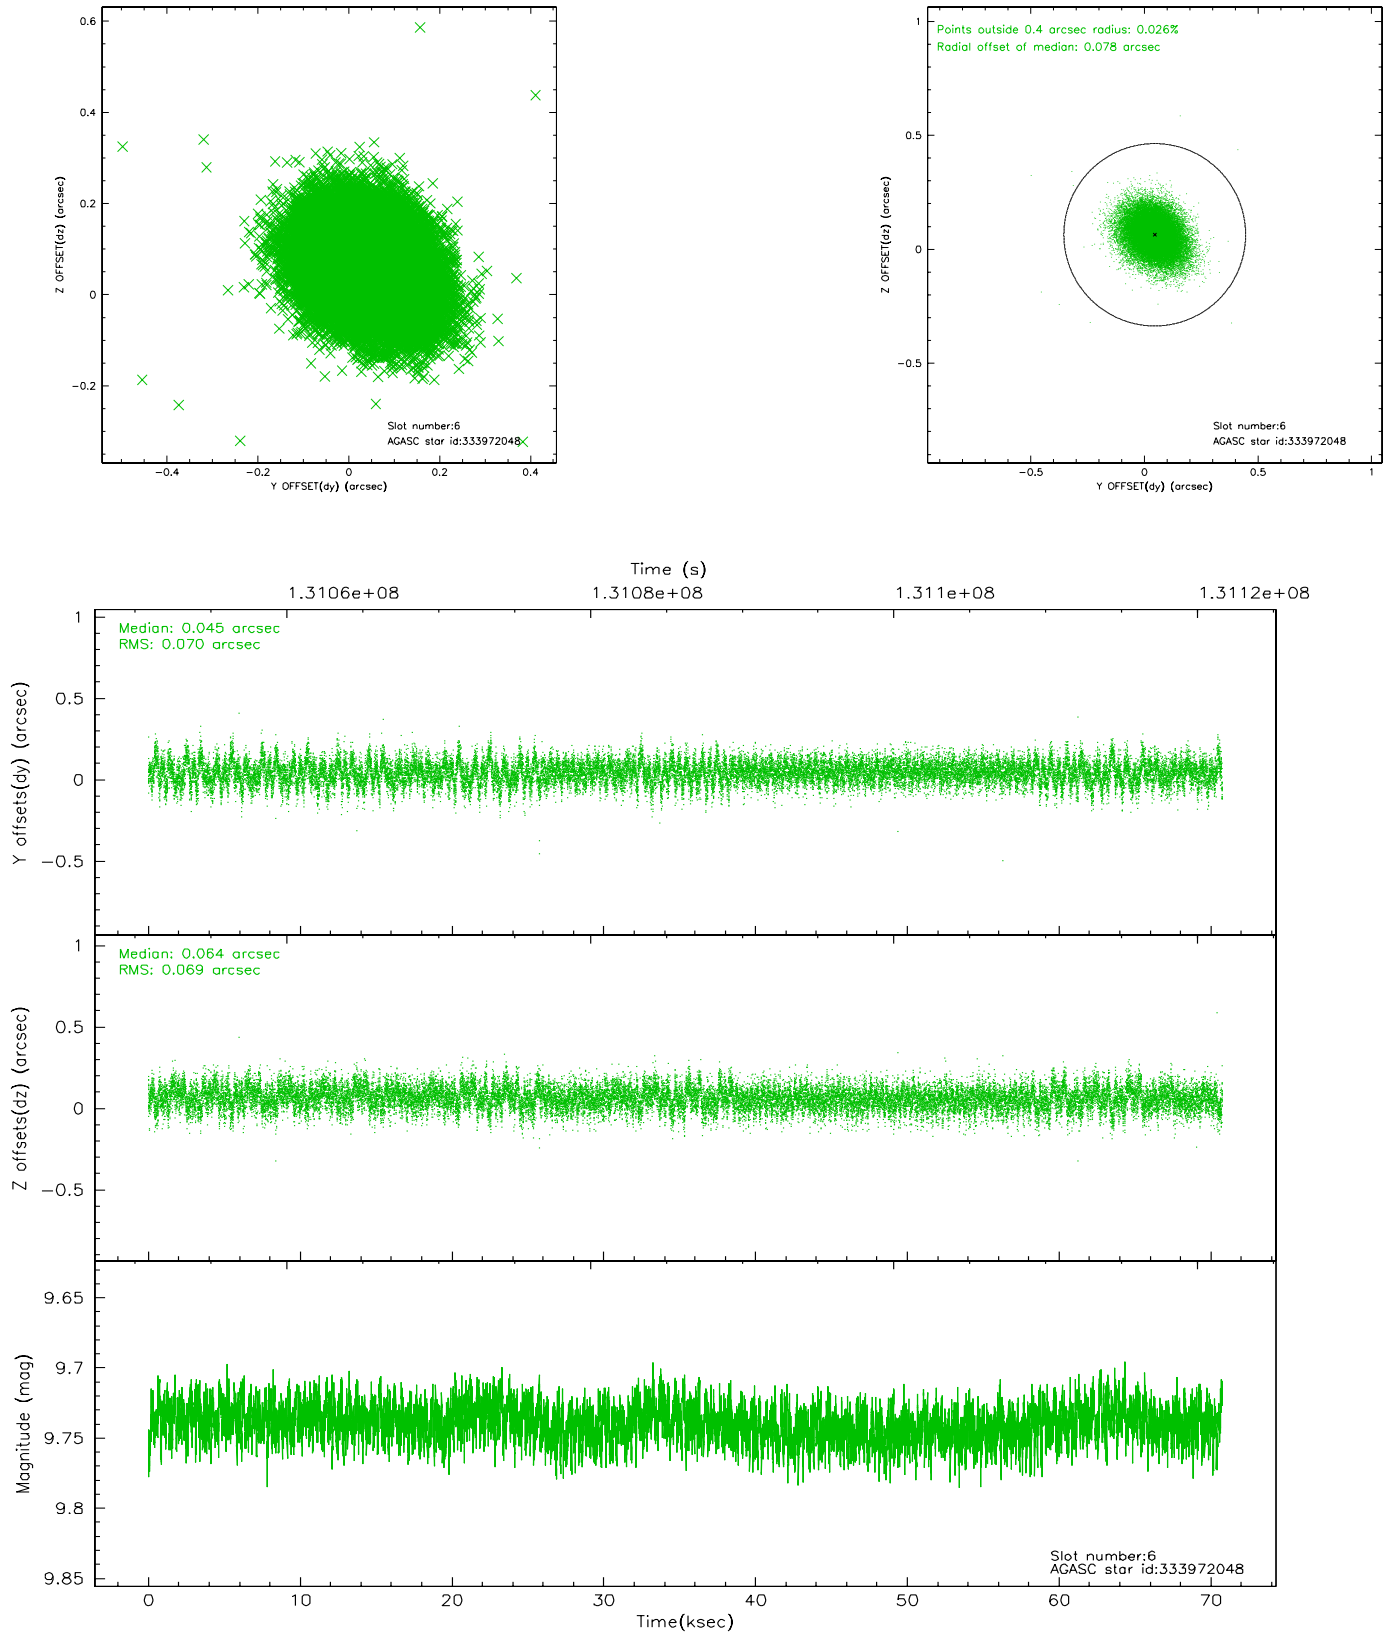 0.6
0.4
0.2
0
−0.2
Z OFFSET(dz) (arcsec)
−0.4
−0.2
0
0.2
0.4
Y OFFSET(dy) (arcsec)
Slot number:6
AGASC star id:333972048
Points outside 0.4 arcsec radius: 0.026%
Radial offset of median: 0.078 arcsec
1
0.5
0
−0.5
Z OFFSET(dz) (arcsec)
−0.5
0
0.5
1
Y OFFSET(dy) (arcsec)
Slot number:6
AGASC star id:333972048
Time (s)
1.3106e+08
1.3108e+08
1.311e+08
1.3112e+08
Median: 0.045 arcsec
RMS: 0.070 arcsec
1
0.5
0
−0.5
Y offsets(dy) (arcsec)
Median: 0.064 arcsec
RMS: 0.069 arcsec
1
0.5
0
−0.5
Z offsets(dz) (arcsec)
9.65
9.7
9.75
9.8
9.85
Magnitude (mag)
Slot number:6
AGASC star id:333972048
0
10
20
30
40
50
60
70
Time(ksec)